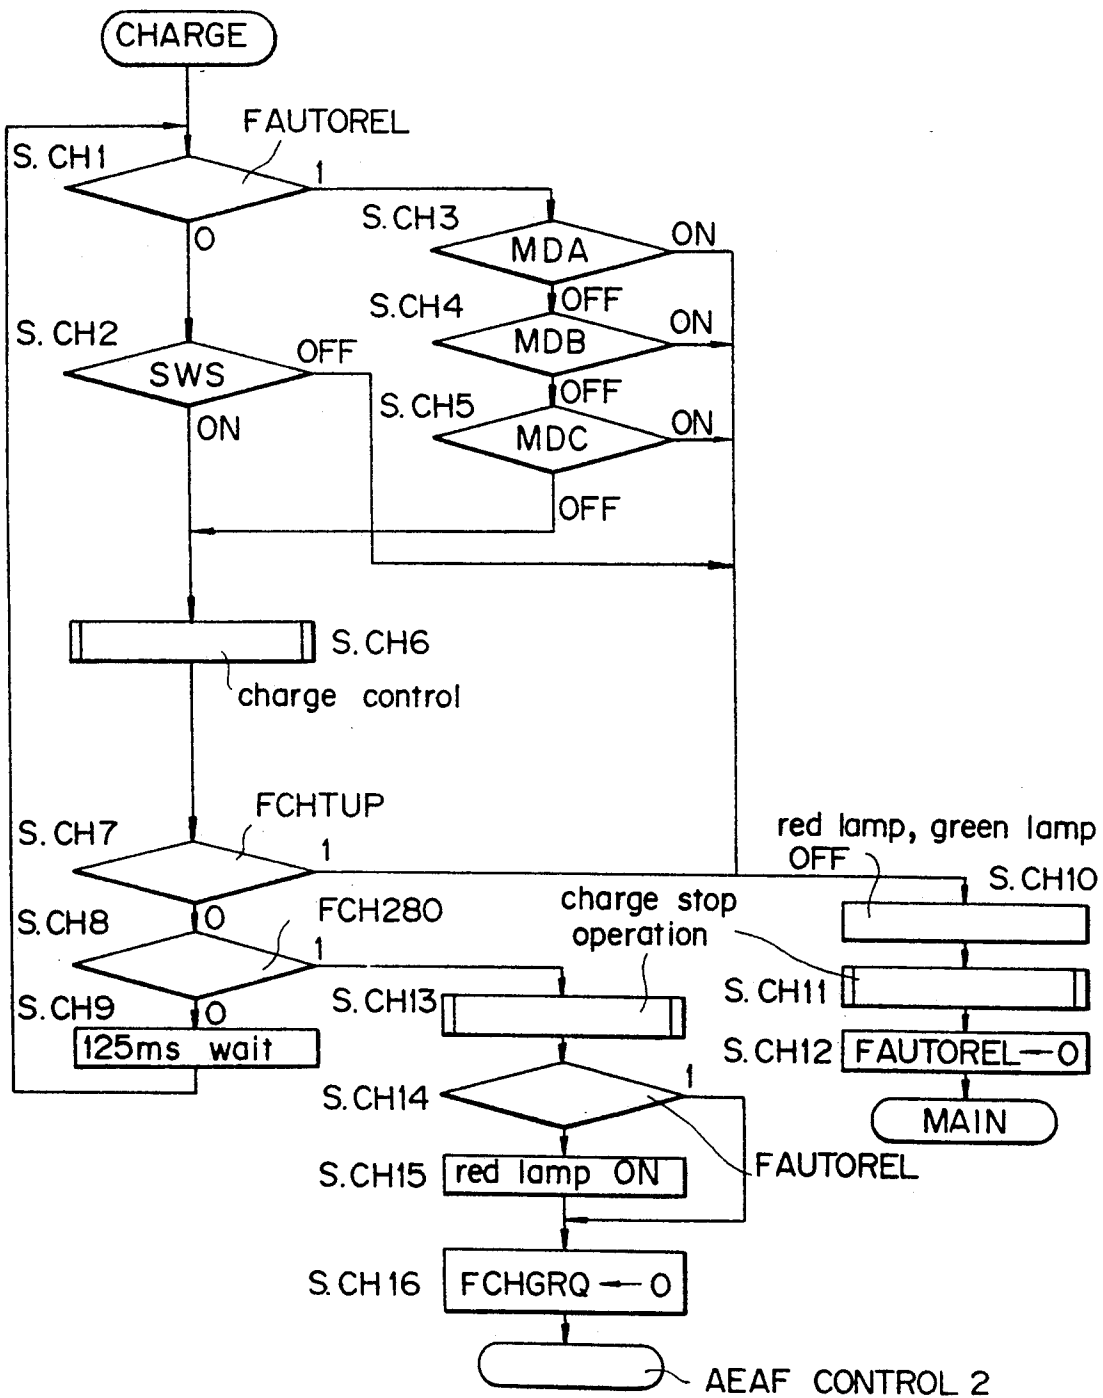 CHARGE
FAUTOREL
S.CH1
1
0
S.CH3
MDA
ON
OFF
S.CH4
MDB
ON
OFF
S.CH2
SWS
OFF
ON
S.CH5
MDC
ON
OFF
S.CH6
charge control
FCHTUP
S.CH7
1
0
red lamp, green lamp
OFF
S.CH10
FCH280
S.CH8
1
0
charge stop
operation
S.CH9
125ms wait
S.CH13
S.CH11
S.CH12
FAUTOREL←0
MAIN
S.CH14
1
FAUTOREL
S.CH15
red lamp ON
S.CH16
FCHGRQ ← 0
AEAF CONTROL 2